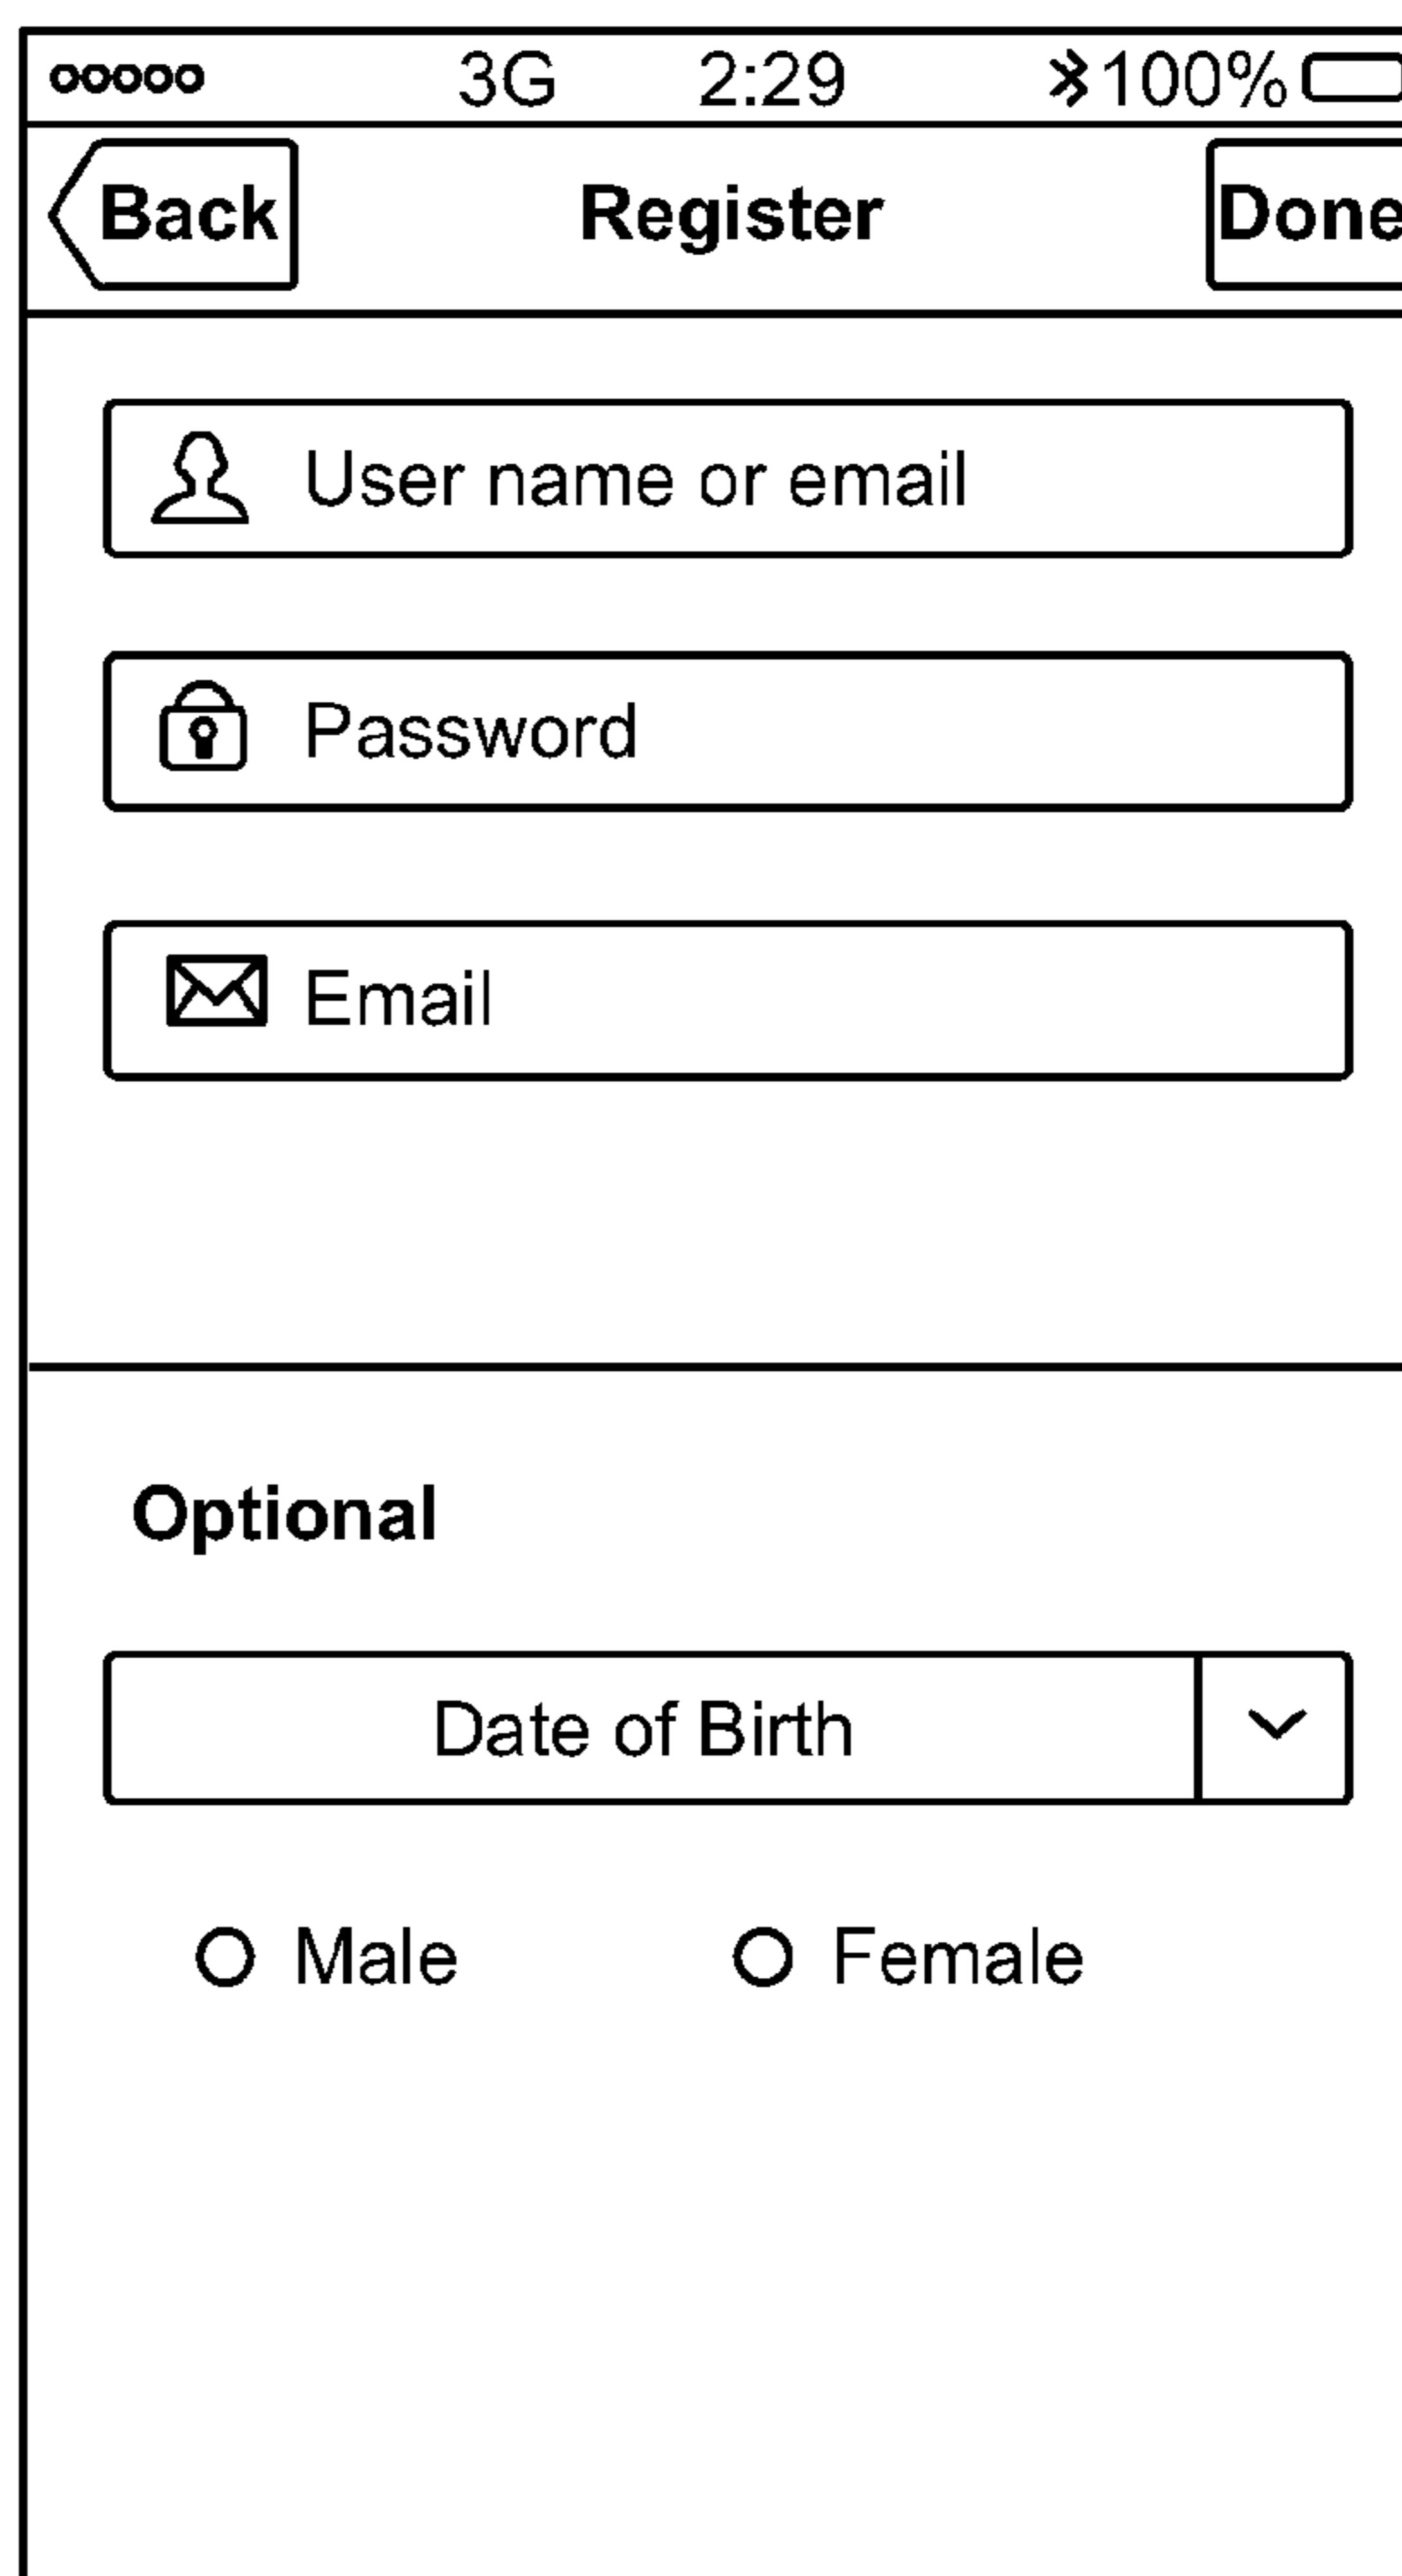 3G 2:29 100%
Back Register Done
User name or email
Password
Email
Optional
Date of Birth
Male Female